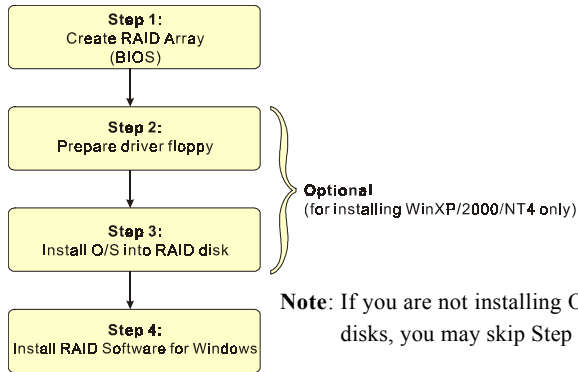 Step 1:
Create RAID Array
(BIOS)
Step 2:
Prepare driver floppy
Optional
(for installing WinXP/2000/NT4 only)
Step 3:
Install O/S into RAID disk
Note: If you are not installing
disks, you may skip Step
Step 4:
Install RAID Software for Windows